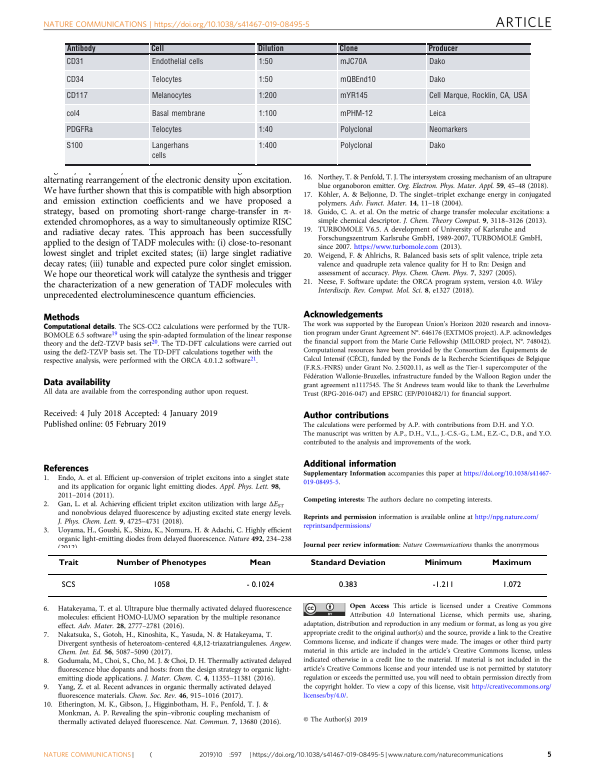 NATURE COMMUNICATIONS | https://doi.org/10.1038/s41467-019-08495-5
ARTICLE
Antibody Cell Dilution Clone Producer
CD31 Endothelial cells 1:50 mJC70A Dako
CD34 Telocytes 1:50 mQBEnd10 Dako
CD117 Melanocytes 1:200 mYR145 Cell Marque, Rocklin, CA, USA
col4 Basal membrane 1:100 mPHM-12 Leica
PDGFRa Telocytes 1:40 Polyclonal Neomarkers
S100 Langerhans cells 1:400 Polyclonal Dako
alternating rearrangement of the electronic density upon excitation.
We have further shown that this is compatible with high absorption
and emission extinction coefficients and we have proposed a
strategy, based on promoting short-range charge-transfer in π-
extended chromophores, as a way to simultaneously optimize RISC
and radiative decay rates. This approach has been successfully
applied to the design of TADF molecules with: (i) close-to-resonant
lowest singlet and triplet excited states; (ii) large singlet radiative
decay rates; (iii) tunable and expected pure color singlet emission.
We hope our theoretical work will catalyze the synthesis and trigger
the characterization of a new generation of TADF molecules with
unprecedented electroluminescence quantum efficiencies.
Methods
Computational details. The SCS-CC2 calculations were performed by the TUR-
BOMOLE 6.5 software19 using the spin-adapted formulation of the linear response
theory and the def2-TZVP basis set20. The TD-DFT calculations were carried out
using the def2-TZVP basis set. The TD-DFT calculations together with the
respective analysis, were performed with the ORCA 4.0.1.2 software21.
Data availability
All data are available from the corresponding author upon request.
Received: 4 July 2018 Accepted: 4 January 2019
Published online: 05 February 2019
References
1. Endo, A. et al. Efficient up-conversion of triplet excitons into a singlet state
and its application for organic light emitting diodes. Appl. Phys. Lett. 98,
2011–2014 (2011).
2. Gan, L. et al. Achieving efficient triplet exciton utilization with large ΔEST
and nonobvious delayed fluorescence by adjusting excited state energy levels.
J. Phys. Chem. Lett. 9, 4725–4731 (2018).
3. Uoyama, H., Goushi, K., Shizu, K., Nomura, H. & Adachi, C. Highly efficient
organic light-emitting diodes from delayed fluorescence. Nature 492, 234–238
(2012)
16. Northey, T. & Penfold, T. J. The intersystem crossing mechanism of an ultrapure
blue organoboron emitter. Org. Electron. Phys. Mater. Appl. 59, 45–48 (2018).
17. Köhler, A. & Beljonne, D. The singlet–triplet exchange energy in conjugated
polymers. Adv. Funct. Mater. 14, 11–18 (2004).
18. Guido, C. A. et al. On the metric of charge transfer molecular excitations: a
simple chemical descriptor. J. Chem. Theory Comput. 9, 3118–3126 (2013).
19. TURBOMOLE V6.5. A development of University of Karlsruhe and
Forschungszentrum Karlsruhe GmbH, 1989-2007, TURBOMOLE GmbH,
since 2007. https://www.turbomole.com (2013).
20. Weigend, F. & Ahlrichs, R. Balanced basis sets of split valence, triple zeta
valence and quadruple zeta valence quality for H to Rn: Design and
assessment of accuracy. Phys. Chem. Chem. Phys. 7, 3297 (2005).
21. Neese, F. Software update: the ORCA program system, version 4.0. Wiley
Interdiscip. Rev. Comput. Mol. Sci. 8, e1327 (2018).
Acknowledgements
The work was supported by the European Union's Horizon 2020 research and innova-
tion program under Grant Agreement N°. 646176 (EXTMOS project). A.P. acknowledges
the financial support from the Marie Curie Fellowship (MILORD project, N°. 748042).
Computational resources have been provided by the Consortium des Équipements de
Calcul Intensif (CÉCI), funded by the Fonds de la Recherche Scientifiques de Belgique
(F.R.S.-FNRS) under Grant No. 2.5020.11, as well as the Tier-1 supercomputer of the
Fédération Wallonie-Bruxelles, infrastructure funded by the Walloon Region under the
grant agreement n1117545. The St Andrews team would like to thank the Leverhulme
Trust (RPG-2016-047) and EPSRC (EP/P010482/1) for financial support.
Author contributions
The calculations were performed by A.P. with contributions from D.H. and Y.O.
The manuscript was written by A.P., D.H., V.L., J.-C.S.-G., L.M., E.Z.-C., D.B., and Y.O.
contributed to the analysis and improvements of the work.
Additional information
Supplementary Information accompanies this paper at https://doi.org/10.1038/s41467-
019-08495-5.
Competing interests: The authors declare no competing interests.
Reprints and permission information is available online at http://npg.nature.com/
reprintsandpermissions/
Journal peer review information: Nature Communications thanks the anonymous
Trait Number of Phenotypes Mean Standard Deviation Minimum Maximum
SCS 1058 - 0.1024 0.383 -1.211 1.072
6. Hatakeyama, T. et al. Ultrapure blue thermally activated delayed fluorescence
molecules: efficient HOMO-LUMO separation by the multiple resonance
effect. Adv. Mater. 28, 2777–2781 (2016).
7. Nakatsuka, S., Gotoh, H., Kinoshita, K., Yasuda, N. & Hatakeyama, T.
Divergent synthesis of heteroatom-centered 4,8,12-triazatriangulenes. Angew.
Chem. Int. Ed. 56, 5087–5090 (2017).
8. Godumala, M., Choi, S., Cho, M. J. & Choi, D. H. Thermally activated delayed
fluorescence blue dopants and hosts: from the design strategy to organic light-
emitting diode applications. J. Mater. Chem. C. 4, 11355–11381 (2016).
9. Yang, Z. et al. Recent advances in organic thermally activated delayed
fluorescence materials. Chem. Soc. Rev. 46, 915–1016 (2017).
10. Etherington, M. K., Gibson, J., Higginbotham, H. F., Penfold, T. J. &
Monkman, A. P. Revealing the spin–vibronic coupling mechanism of
thermally activated delayed fluorescence. Nat. Commun. 7, 13680 (2016).
cc BY
Open Access This article is licensed under a Creative Commons
Attribution 4.0 International License, which permits use, sharing,
adaptation, distribution and reproduction in any medium or format, as long as you give
appropriate credit to the original author(s) and the source, provide a link to the Creative
Commons license, and indicate if changes were made. The images or other third party
material in this article are included in the article's Creative Commons license, unless
indicated otherwise in a credit line to the material. If material is not included in the
article's Creative Commons license and your intended use is not permitted by statutory
regulation or exceeds the permitted use, you will need to obtain permission directly from
the copyright holder. To view a copy of this license, visit http://creativecommons.org/
licenses/by/4.0/.
© The Author(s) 2019
NATURE COMMUNICATIONS| ( 2019)10 :597 | https://doi.org/10.1038/s41467-019-08495-5 | www.nature.com/naturecommunications 5